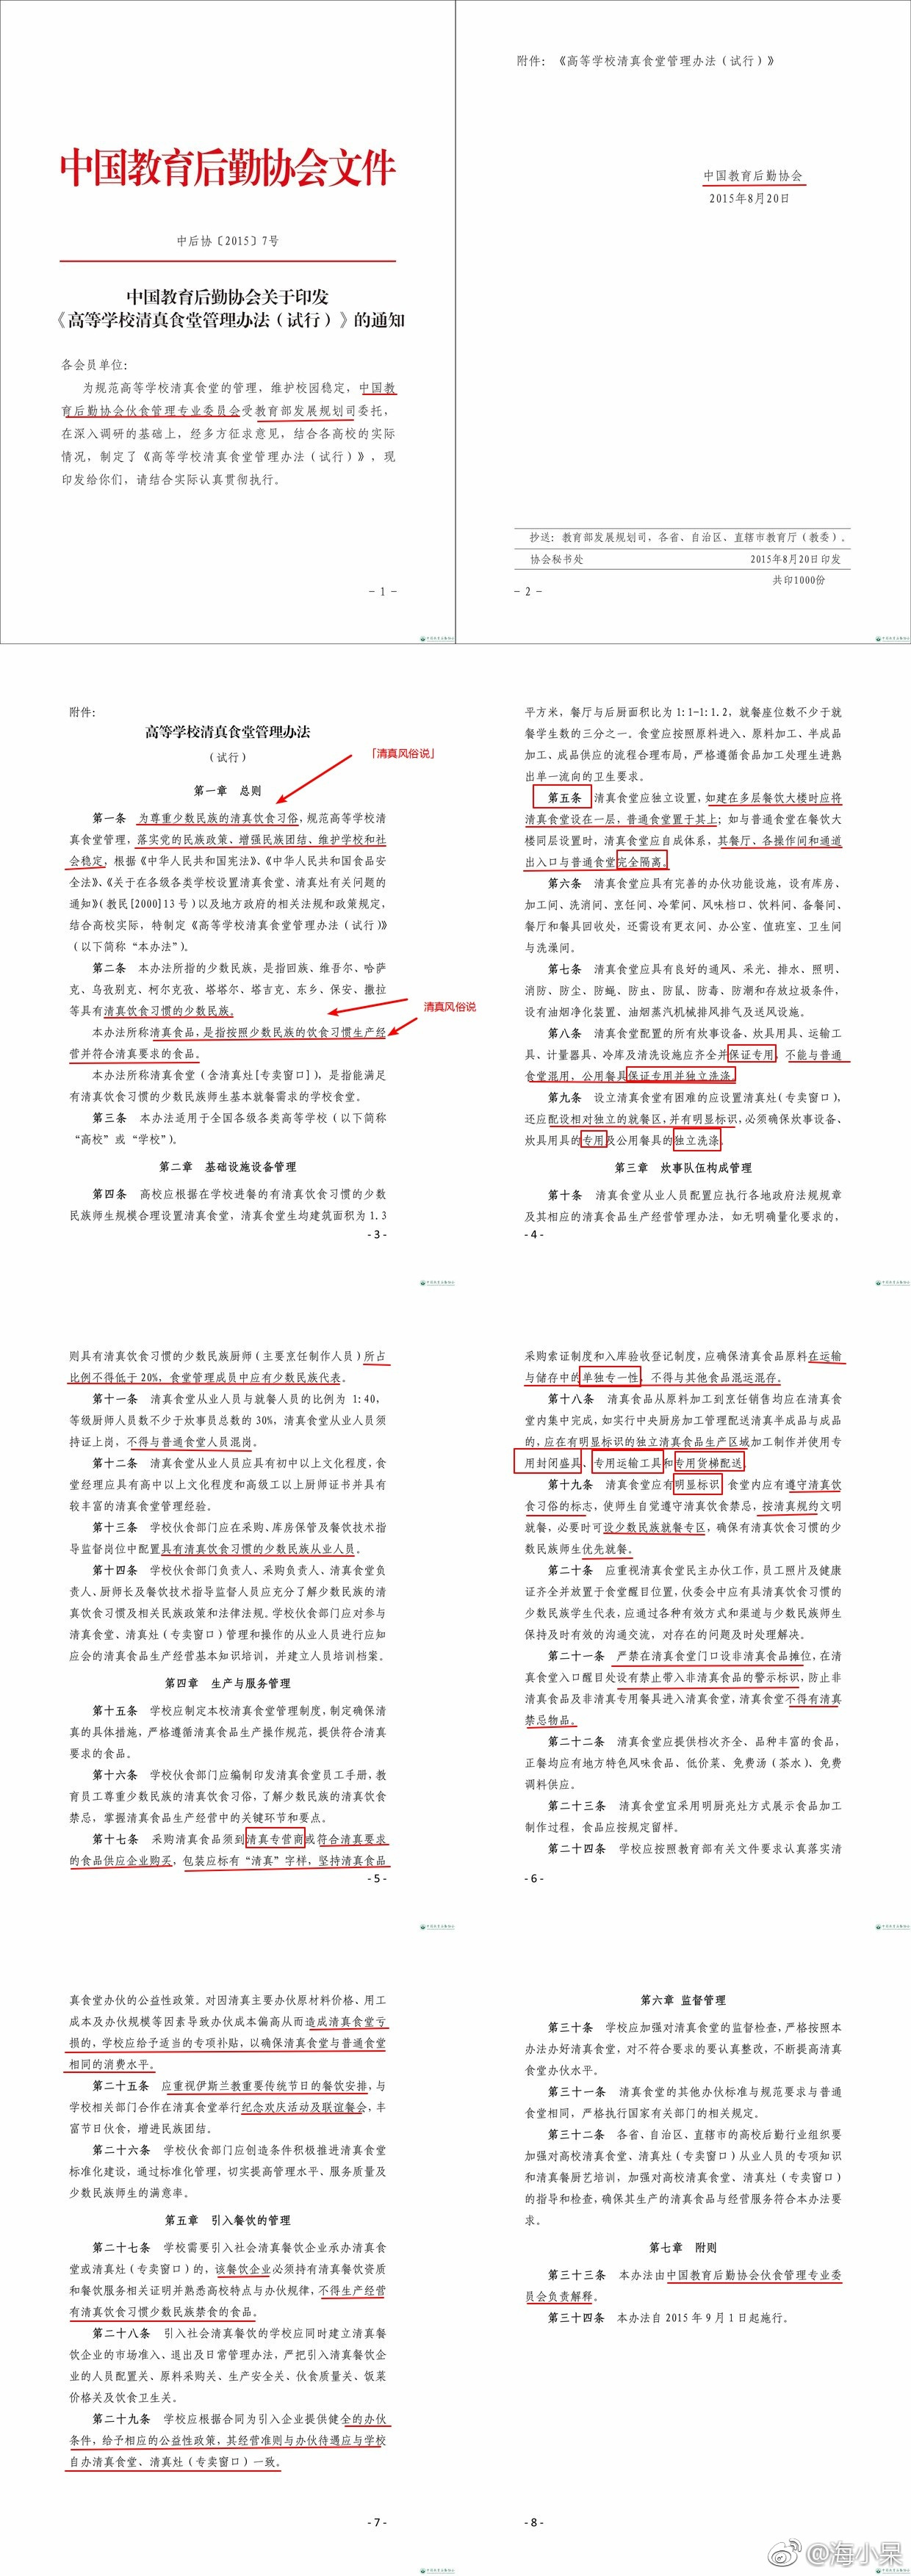 中国教育后勤协会文件
中后协〔2015〕7号
中国教育后勤协会关于印发
《高等学校清真食堂管理办法（试行）》的通知
各会员单位：
为规范高等学校清真食堂的管理，维护校园稳定，中国教
育后勤协会伙食管理专业委员会受教育部发展规划司委托，
在深入调研的基础上，经多方征求意见，结合各高校的实际
情况，制定了《高等学校清真食堂管理办法（试行）》，现
印发给你们，请结合实际认真贯彻执行。
- 1 -
附件：《高等学校清真食堂管理办法（试行）》
中国教育后勤协会
2015年8月20日
抄送：教育部发展规划司，各省、自治区、直辖市教育厅（教委）。
协会秘书处 2015年8月20日印发
共印1000份
- 2 -
附件：
高等学校清真食堂管理办法
（试行）
「清真风俗说」
第一章 总则
第一条 为尊重少数民族的清真饮食习俗，规范高等学校清
真食堂管理，落实党的民族政策、增强民族团结、维护学校和社
会稳定，根据《中华人民共和国宪法》、《中华人民共和国食品安
全法》、《关于在各级各类学校设置清真食堂、清真灶有关问题的
通知》（教民[2000]13号）以及地方政府的相关法规和政策规定，
结合高校实际，特制定《高等学校清真食堂管理办法（试行）》
（以下简称“本办法”）。
第二条 本办法所指的少数民族，是指回族、维吾尔、哈萨
克、乌孜别克、柯尔克孜、塔塔尔、塔吉克、东乡、保安、撒拉
等具有清真饮食习惯的少数民族。
清真风俗说
本办法所称清真食品，是指按照少数民族的饮食习惯生产经
营并符合清真要求的食品。
本办法所称清真食堂（含清真灶[专卖窗口]），是指能满足
有清真饮食习惯的少数民族师生基本就餐需求的学校食堂。
第三条 本办法适用于全国各级各类高等学校（以下简称
“高校”或“学校”）。
第二章 基础设施设备管理
第四条 高校应根据在学校进餐的有清真饮食习惯的少数
民族师生规模合理设置清真食堂，清真食堂生均建筑面积为1.3
- 3 -
平方米，餐厅与后厨面积比为1:1-1:1.2，就餐座位数不少于就
餐学生数的三分之一。食堂应按照原料进入、原料加工、半成品
加工、成品供应的流程合理布局，严格遵循食品加工处理生进熟
出单一流向的卫生要求。
第五条 清真食堂应独立设置，如建在多层餐饮大楼时应将
清真食堂设在一层，普通食堂置于其上；如与普通食堂在餐饮大
楼同层设置时，清真食堂应自成体系，其餐厅、各操作间和通道
出入口与普通食堂完全隔离。
第六条 清真食堂应具有完善的办伙功能设施，设有库房、
加工间、洗消间、烹饪间、冷荤间、风味档口、饮料间、备餐间、
餐厅和餐具回收处，还需设有更衣间、办公室、值班室、卫生间
与洗澡间。
第七条 清真食堂应具有良好的通风、采光、排水、照明、
消防、防尘、防蝇、防虫、防鼠、防毒、防潮和存放垃圾条件，
设有油烟净化装置、油烟蒸汽机械排风排气及送风设施。
第八条 清真食堂配置的所有炊事设备、炊具用具、运输工
具、计量器具、冷库及清洗设施应齐全并保证专用，不能与普通
食堂混用，公用餐具保证专用并独立洗涤。
第九条 设立清真食堂有困难的应设置清真灶（专卖窗口），
还应配设相对独立的就餐区，并有明显标识，必须确保炊事设备、
炊具用具的专用及公用餐具的独立洗涤。
第三章 炊事队伍构成管理
第十条 清真食堂从业人员配置应执行各地政府法规规章
及其相应的清真食品生产经营管理办法，如无明确量化要求的，
- 4 -
则具有清真饮食习惯的少数民族厨师（主要烹饪制作人员）所占
比例不得低于20%，食堂管理成员中应有少数民族代表。
第十一条 清真食堂从业人员与就餐人员的比例为 1:40，
等级厨师人员数不少于炊事员总数的30%，清真食堂从业人员须
持证上岗，不得与普通食堂人员混岗。
第十二条 清真食堂从业人员应具有初中以上文化程度，食
堂经理应具有高中以上文化程度和高级工以上厨师证书并具有
较丰富的清真食堂管理经验。
第十三条 学校伙食部门应在采购、库房保管及餐饮技术指
导监督岗位中配置具有清真饮食习惯的少数民族从业人员。
第十四条 学校伙食部门负责人、采购负责人、清真食堂负
责人、厨师长及餐饮技术指导监督人员应充分了解少数民族的清
真饮食习惯及相关民族政策和法律法规。学校伙食部门应对参与
清真食堂、清真灶（专卖窗口）管理和操作的从业人员进行应知
应会的清真食品生产经营基本知识培训，并建立人员培训档案。
第四章 生产与服务管理
第十五条 学校应制定本校清真食堂管理制度，制定确保清
真的具体措施，严格遵循清真食品生产操作规范，提供符合清真
要求的食品。
第十六条 学校伙食部门应编制印发清真食堂员工手册，教
育员工尊重少数民族的清真饮食习俗，了解少数民族的清真饮食
禁忌，掌握清真食品生产经营中的关键环节和要点。
第十七条 采购清真食品须到清真专营商或符合清真要求
的食品供应企业购买，包装应标有“清真”字样，坚持清真食品
- 5 -
采购索证制度和入库验收登记制度，应确保清真食品原料在运输
与储存中的单独专一性，不得与其他食品混运混存。
第十八条 清真食品从原料加工到烹饪销售均应在清真食
堂内集中完成，如实行中央厨房加工管理配送清真半成品与成品
的，应在有明显标识的独立清真食品生产区域加工制作并使用专
用封闭盛具、专用运输工具和专用货梯配送。
第十九条 清真食堂应有明显标识，食堂内应有遵守清真饮
食习俗的标志，使师生自觉遵守清真饮食禁忌，按清真规约文明
就餐，必要时可设少数民族就餐专区，确保有清真饮食习惯的少
数民族师生优先就餐。
第二十条 应重视清真食堂民主办伙工作，员工照片及健康
证齐全并放置于食堂醒目位置，伙委会中应有具清真饮食习惯的
少数民族学生代表，应通过各种有效方式和渠道与少数民族师生
保持及时有效的沟通交流，对存在的问题及时处理解决。
第二十一条 严禁在清真食堂门口设非清真食品摊位，在清
真食堂入口醒目处设有禁止带入非清真食品的警示标识，防止非
清真食品及非清真专用餐具进入清真食堂，清真食堂不得有清真
禁忌物品。
第二十二条 清真食堂应提供档次齐全、品种丰富的食品，
正餐均应有地方特色风味食品、低价菜、免费汤（茶水）、免费
调料供应。
第二十三条 清真食堂宜采用明厨亮灶方式展示食品加工
制作过程，食品应按规定留样。
第二十四条 学校应按照教育部有关文件要求认真落实清
- 6 -
真食堂办伙的公益性政策。对因清真主要办伙原材料价格、用工
成本及办伙规模等因素导致办伙成本偏高从而造成清真食堂亏
损的，学校应给予适当的专项补贴，以确保清真食堂与普通食堂
相同的消费水平。
第二十五条 应重视伊斯兰教重要传统节日的餐饮安排，与
学校相关部门合作在清真食堂举行纪念欢庆活动及联谊餐会，丰
富节日伙食，增进民族团结。
第二十六条 学校伙食部门应创造条件积极推进清真食堂
标准化建设，通过标准化管理，切实提高管理水平、服务质量及
少数民族师生的满意率。
第五章 引入餐饮的管理
第二十七条 学校需要引入社会清真餐饮企业承办清真食
堂或清真灶（专卖窗口）的，该餐饮企业必须持有清真餐饮资质
和餐饮服务相关证明并熟悉高校特点与办伙规律，不得生产经营
有清真饮食习惯少数民族禁食的食品。
第二十八条 引入社会清真餐饮的学校应同时建立清真餐
饮企业的市场准入、退出及日常管理办法，严把引入清真餐饮企
业的人员配置关、原料采购关、生产安全关、伙食质量关、饭菜
价格关及饮食卫生关。
第二十九条 学校应根据合同为引入企业提供健全的办伙
条件，给予相应的公益性政策，其经营准则与办伙待遇应与学校
自办清真食堂、清真灶（专卖窗口）一致。
- 7 -
第六章 监督管理
第三十条 学校应加强对清真食堂的监督检查，严格按照本
办法办好清真食堂，对不符合要求的要认真整改，不断提高清真
食堂办伙水平。
第三十一条 清真食堂的其他办伙标准与规范要求与普通
食堂相同，严格执行国家有关部门的相关规定。
第三十二条 各省、自治区、直辖市的高校后勤行业组织要
加强对高校清真食堂、清真灶（专卖窗口）从业人员的专项知识
和清真餐厨艺培训，加强对高校清真食堂、清真灶（专卖窗口）
的指导和检查，确保其生产的清真食品与经营服务符合本办法要
求。
第七章 附则
第三十三条 本办法由中国教育后勤协会伙食管理专业委
员会负责解释。
第三十四条 本办法自2015年9月1日起施行。
- 8 -
@海小呆